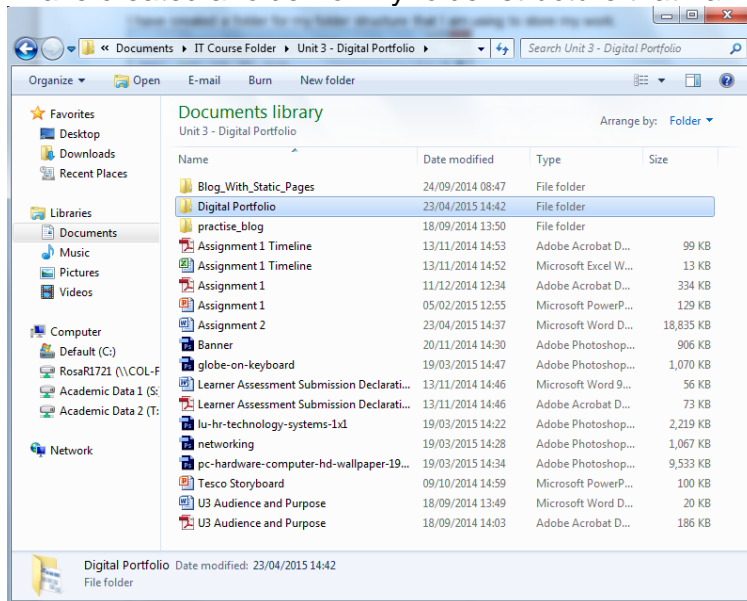 I have created a folder for my folder structure that I am using to store my work.
« Documents ▸ IT Course Folder ▸ Unit 3 - Digital Portfolio ▸
Search Unit 3 - Digital Portfolio
Organize Open E-mail Burn New folder
Favorites
Desktop
Downloads
Recent Places
Libraries
Documents
Music
Pictures
Videos
Computer
Default (C:)
RosaR1721 (\\COL-F
Academic Data 1 (S:
Academic Data 2 (T:
Network
Documents library
Unit 3 - Digital Portfolio
Arrange by: Folder
Name Date modified Type Size
Blog_With_Static_Pages 24/09/2014 08:47 File folder
Digital Portfolio 23/04/2015 14:42 File folder
practise_blog 18/09/2014 13:50 File folder
Assignment 1 Timeline 13/11/2014 14:53 Adobe Acrobat D... 99 KB
Assignment 1 Timeline 13/11/2014 14:52 Microsoft Excel W... 13 KB
Assignment 1 11/12/2014 12:34 Adobe Acrobat D... 334 KB
Assignment 1 05/02/2015 12:55 Microsoft PowerP... 129 KB
Assignment 2 23/04/2015 14:37 Microsoft Word D... 18,835 KB
Banner 20/11/2014 14:30 Adobe Photoshop... 906 KB
globe-on-keyboard 19/03/2015 14:47 Adobe Photoshop... 1,070 KB
Learner Assessment Submission Declarati... 13/11/2014 14:46 Microsoft Word 9... 56 KB
Learner Assessment Submission Declarati... 13/11/2014 14:46 Adobe Acrobat D... 73 KB
lu-hr-technology-systems-1x1 19/03/2015 14:22 Adobe Photoshop... 2,219 KB
networking 19/03/2015 14:28 Adobe Photoshop... 1,067 KB
pc-hardware-computer-hd-wallpaper-19... 19/03/2015 14:34 Adobe Photoshop... 9,533 KB
Tesco Storyboard 09/10/2014 14:59 Microsoft PowerP... 100 KB
U3 Audience and Purpose 18/09/2014 13:49 Microsoft Word D... 20 KB
U3 Audience and Purpose 18/09/2014 14:03 Adobe Acrobat D... 186 KB
Digital Portfolio Date modified: 23/04/2015 14:42
File folder